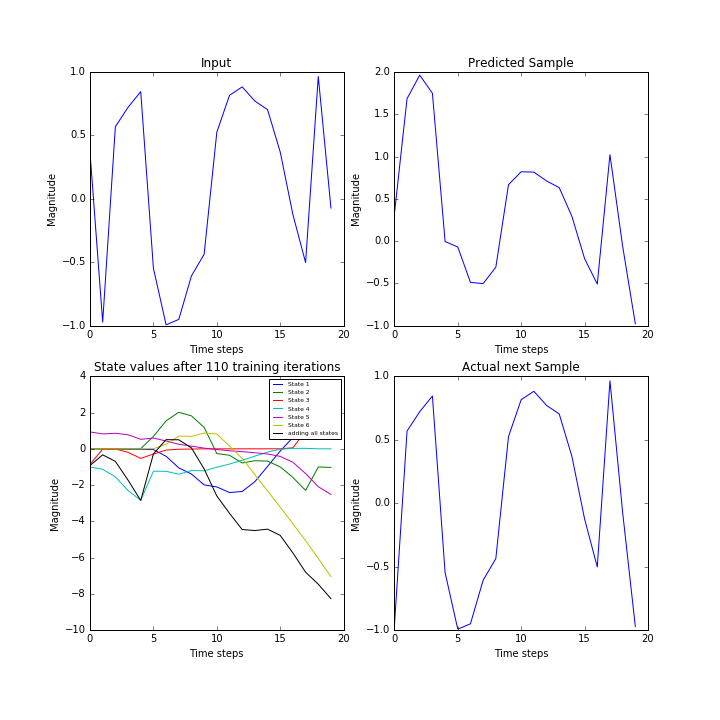 Input
Predicted Sample
1.0
0.5
0.0
−0.5
−1.0
Magnitude
0
5
10
15
20
Time steps
2.0
1.5
1.0
0.5
0.0
−0.5
−1.0
Magnitude
0
5
10
15
20
Time steps
State values after 110 training iterations
Actual next Sample
4
2
0
−2
−4
−6
−8
−10
Magnitude
State 1
State 2
State 3
State 4
State 5
State 6
adding all states
0
5
10
15
20
Time steps
1.0
0.5
0.0
−0.5
−1.0
Magnitude
0
5
10
15
20
Time steps